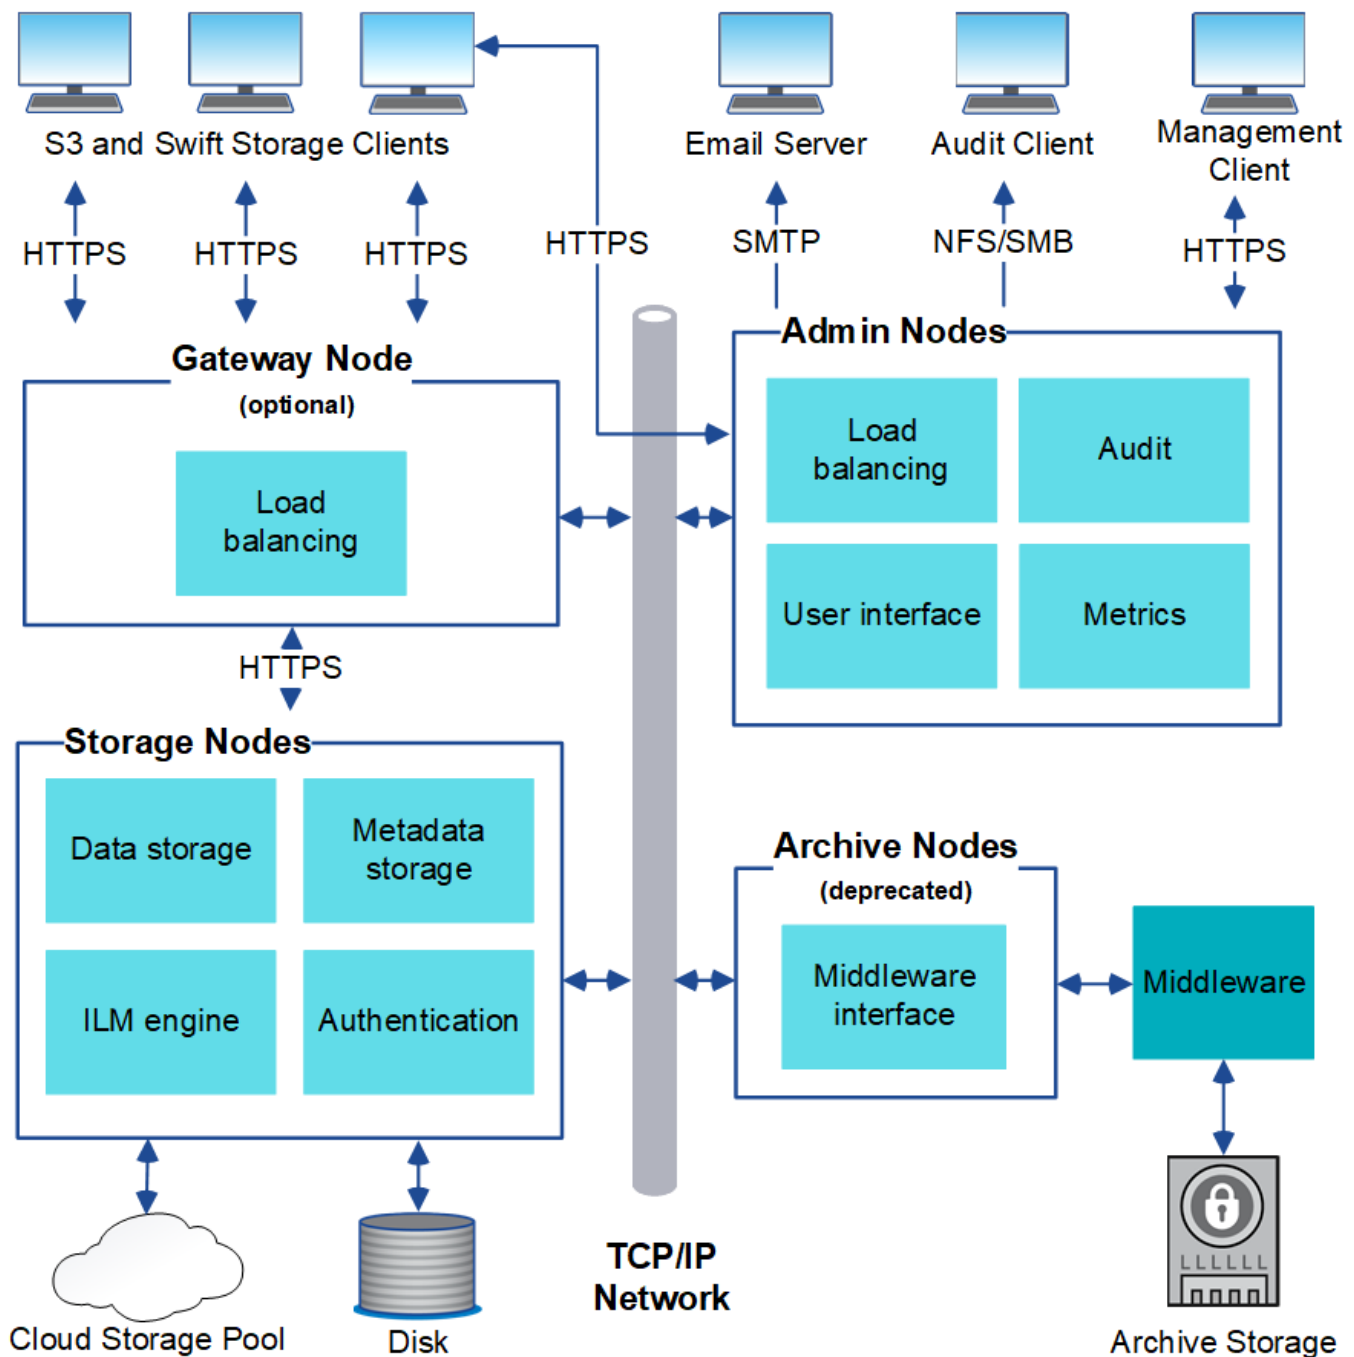 S3 and Swift Storage Clients
Email Server
Audit Client
Management
Client
HTTPS
HTTPS
HTTPS
HTTPS
SMTP
NFS/SMB
HTTPS
Gateway Node
(optional)
Load
balancing
HTTPS
Admin Nodes
Load
balancing
Audit
User interface
Metrics
Storage Nodes
Data storage
Metadata
storage
ILM engine
Authentication
Archive Nodes
(deprecated)
Middleware
interface
Middleware
TCP/IP
Network
Cloud Storage Pool
Disk
LLLLLL
Archive Storage